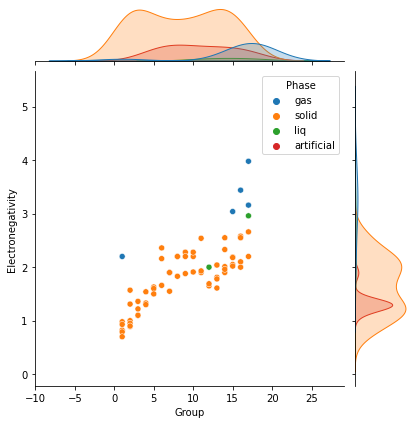 Phase
gas
solid
liq
artificial
5
4
3
2
1
0
Electronegativity
−10 −5 0 5 10 15 20 25
Group